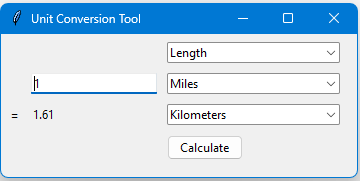 Unit Conversion Tool
Length
1 Miles
= 1.61 Kilometers
Calculate